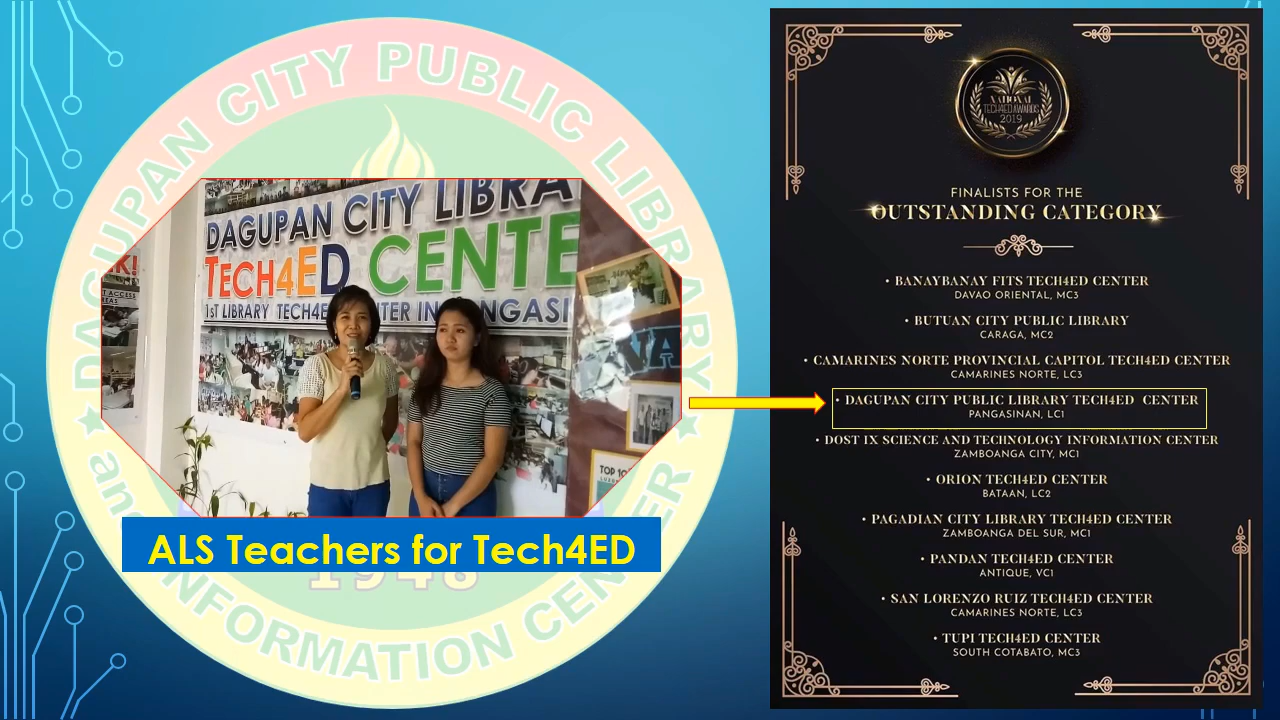 DAGUPAN CITY PUBLIC LIBRARY
DAGUPAN CITY LIBRA
TECH4ED CENTE
1ST LIBRARY TECH4E TER IN PANGASI
RK!
T ACCESS
TOP 10
ALS Teachers for Tech4ED
1948
and INFORMATION CENTER
NATIONAL
TECH4ED AWARDS
2019
FINALISTS FOR THE
OUTSTANDING CATEGORY
• BANAYBANAY FITS TECH4ED CENTER
DAVAO ORIENTAL, MC3
• BUTUAN CITY PUBLIC LIBRARY
CARAGA, MC2
• CAMARINES NORTE PROVINCIAL CAPITOL TECH4ED CENTER
CAMARINES NORTE, LC3
• DAGUPAN CITY PUBLIC LIBRARY TECH4ED CENTER
PANGASINAN, LC1
• DOST IX SCIENCE AND TECHNOLOGY INFORMATION CENTER
ZAMBOANGA CITY, MC1
• ORION TECH4ED CENTER
BATAAN, LC2
• PAGADIAN CITY LIBRARY TECH4ED CENTER
ZAMBOANGA DEL SUR, MC1
• PANDAN TECH4ED CENTER
ANTIQUE, VC1
• SAN LORENZO RUIZ TECH4ED CENTER
CAMARINES NORTE, LC3
• TUPI TECH4ED CENTER
SOUTH COTABATO, MC3